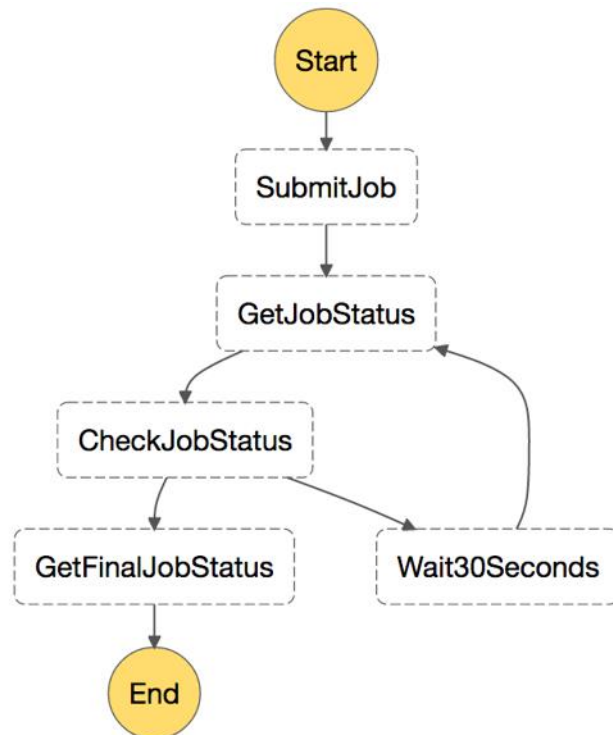 Start
SubmitJob
GetJobStatus
CheckJobStatus
GetFinalJobStatus
Wait30Seconds
End